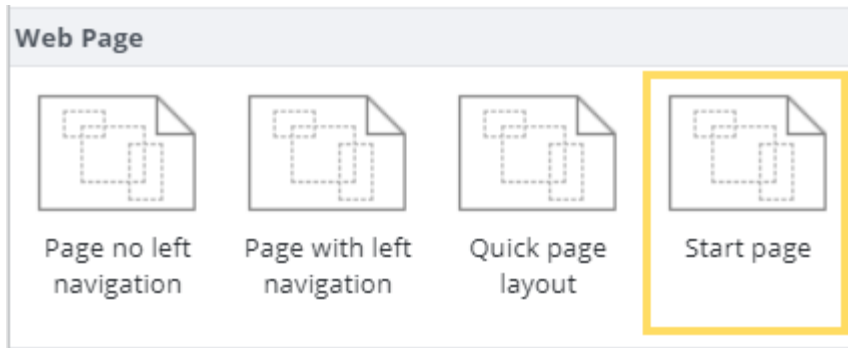 Web Page
Page no left
navigation
Page with left
navigation
Quick page
layout
Start page